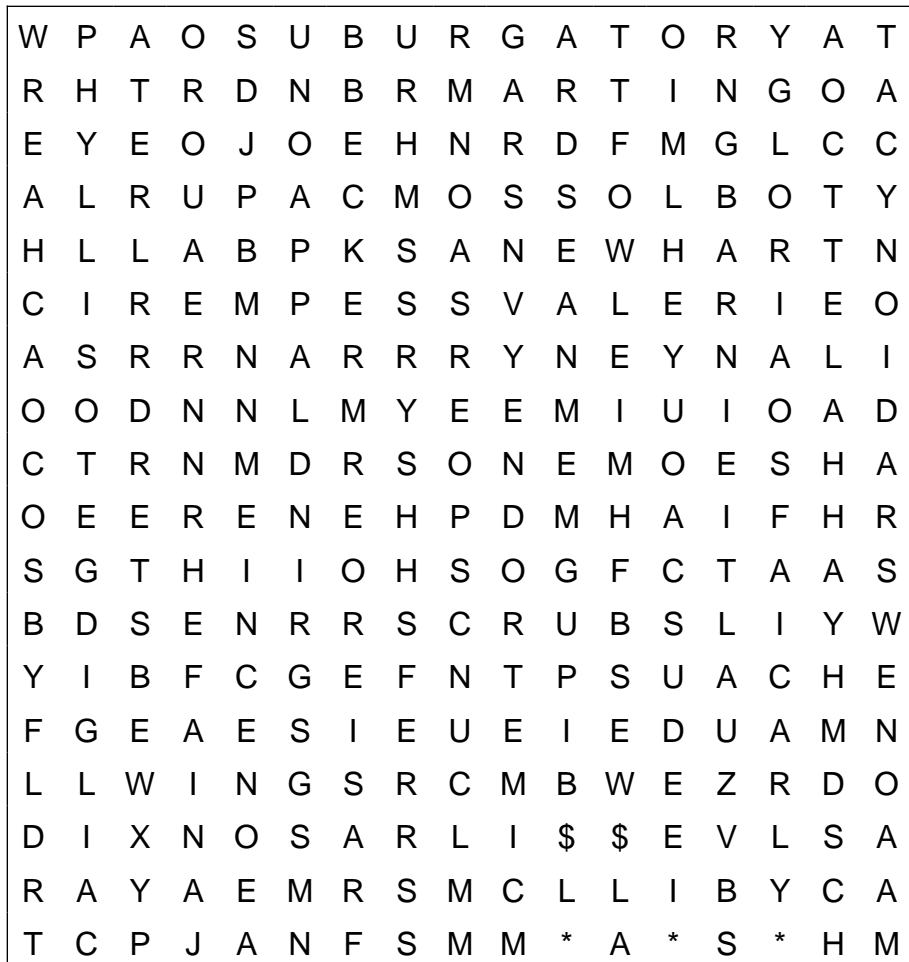 W P A O S U B U R G A T O R Y A T
R H T R D N B R M A R T I N G O A
E Y E O J O E H N R D F M G L C C
A L R U P A C M O S S O L B O T Y
H L L A B P K S A N E W H A R T N
C I R E M P E S S V A L E R I E O
A S R R N A R R R Y N E Y N A L I
O O D N N L M Y E E M I U I O A D
C T R N M D R S O N E M O E S H A
O E E R E N E H P D M H A I F H R
S G T H I I O H S O G F C T A A S
B D S E N R R S C R U B S L I Y W
Y I B F C G E F N T P S U A C H E
F G E A E S I E U E I E D U A M N
L L W I N G S R C M B W E Z R D O
D I X N O S A R L I $ $ E V L S A
R A Y A E M R S M C L L I B Y C A
T C P J A N F S M M * A * S * H M